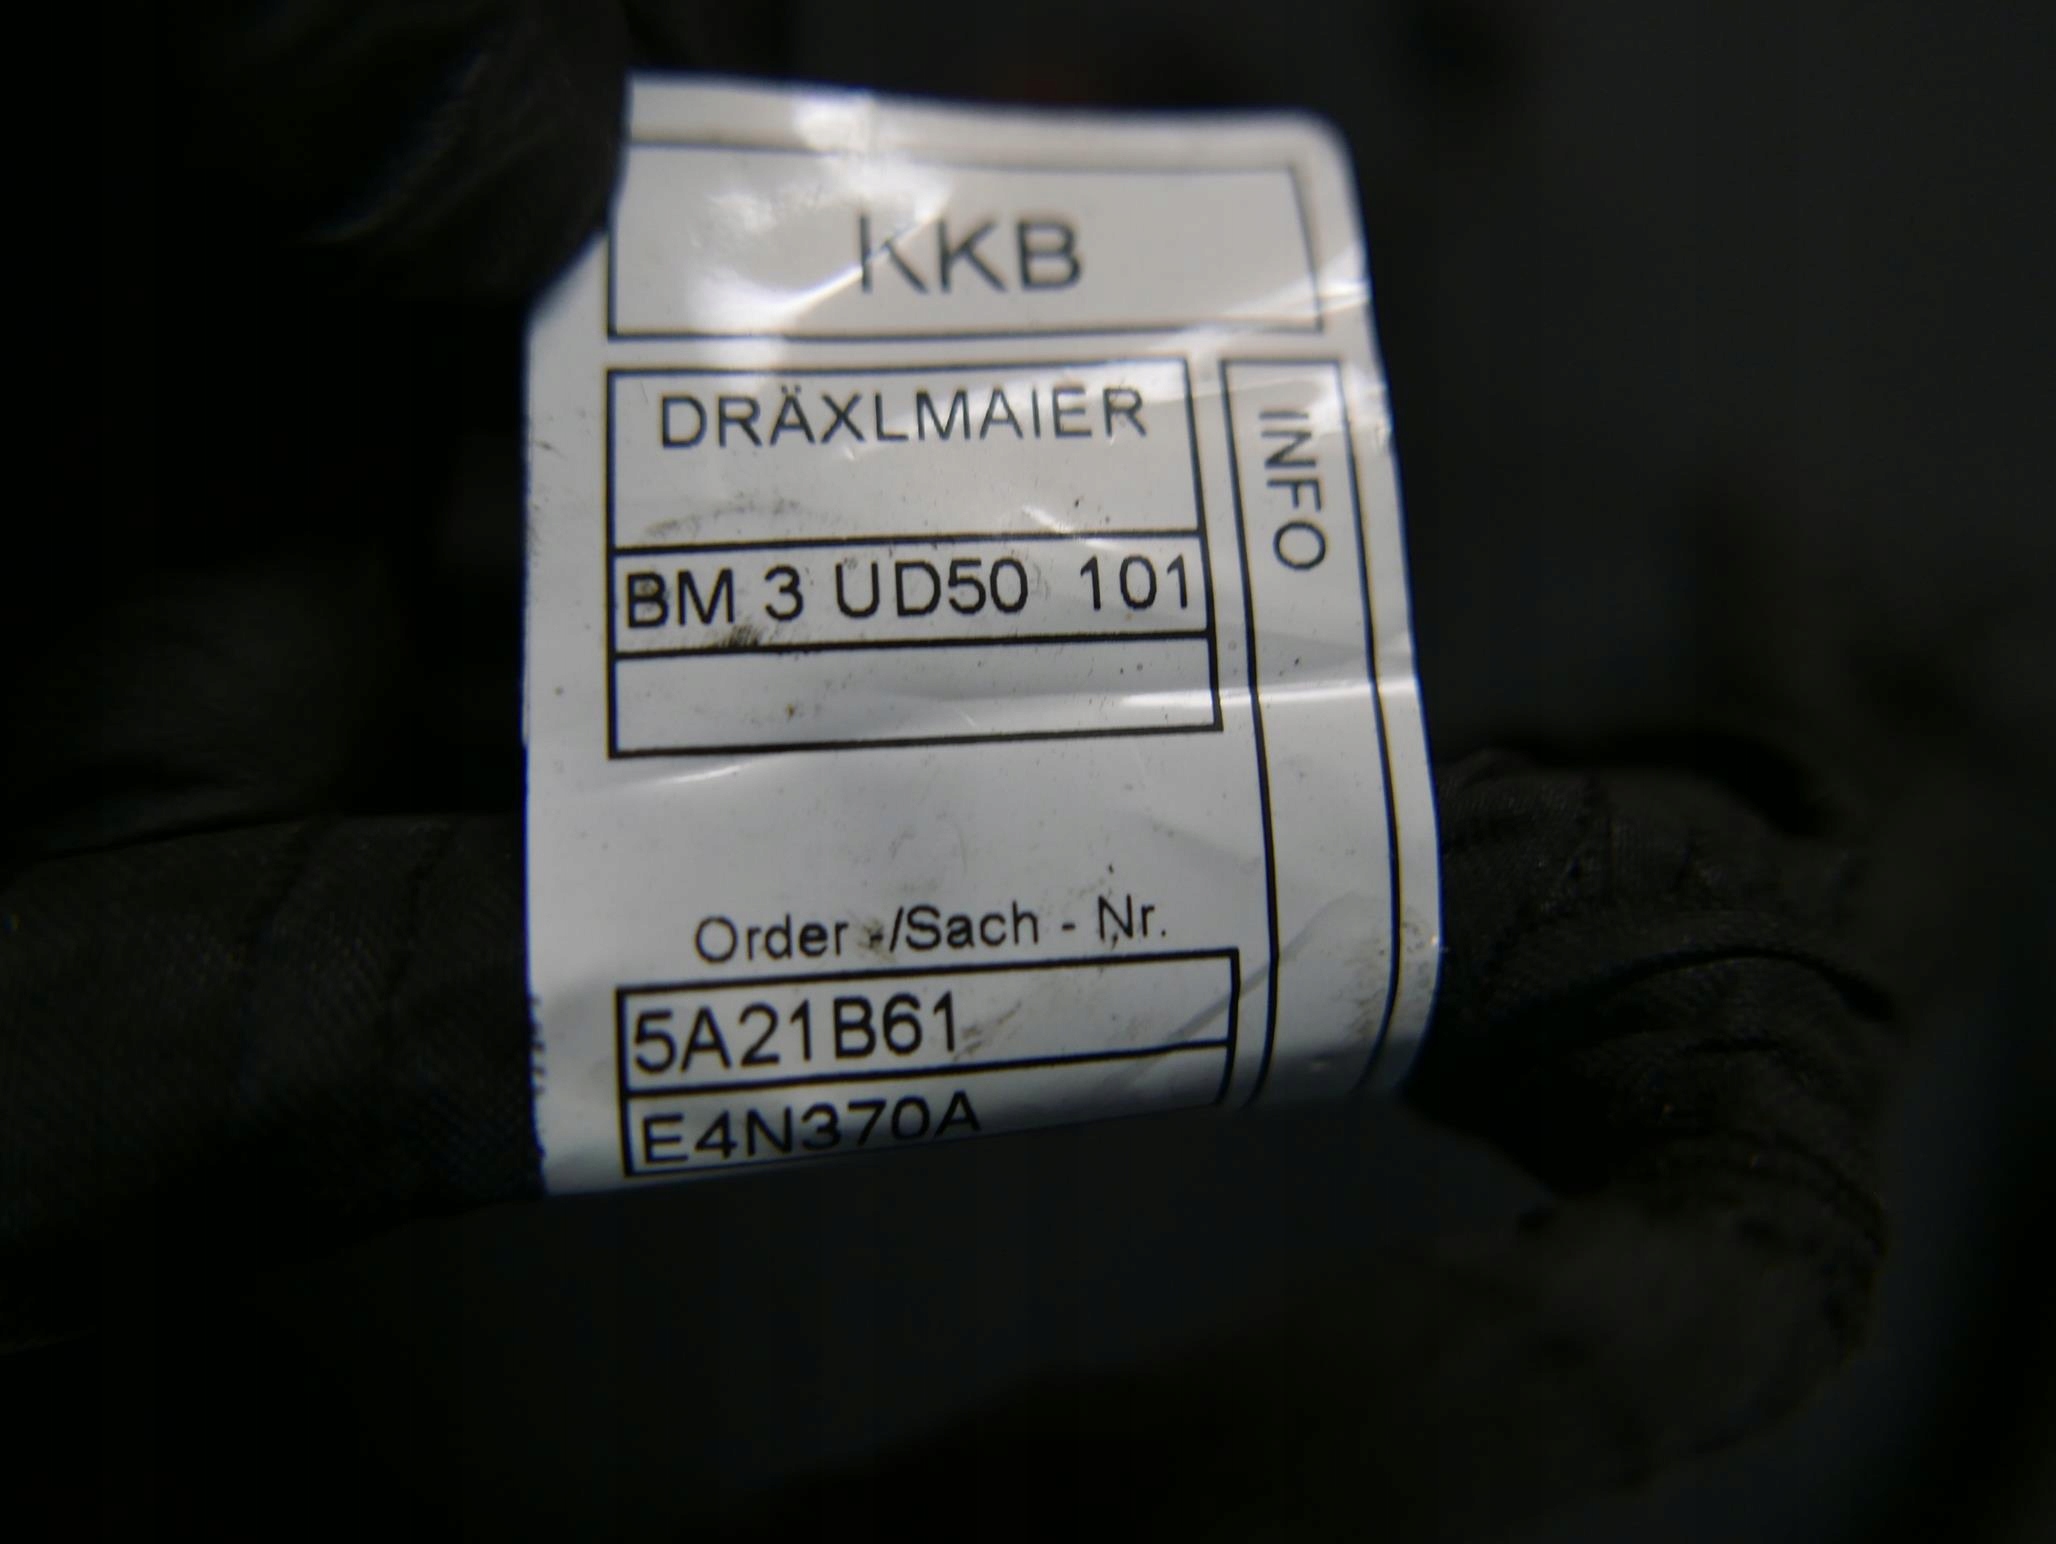 KKB
DRÄXLMAIER
INFO
BM 3 UD50 101
Order -/Sach - Nr.
5A21B61
E4N370A